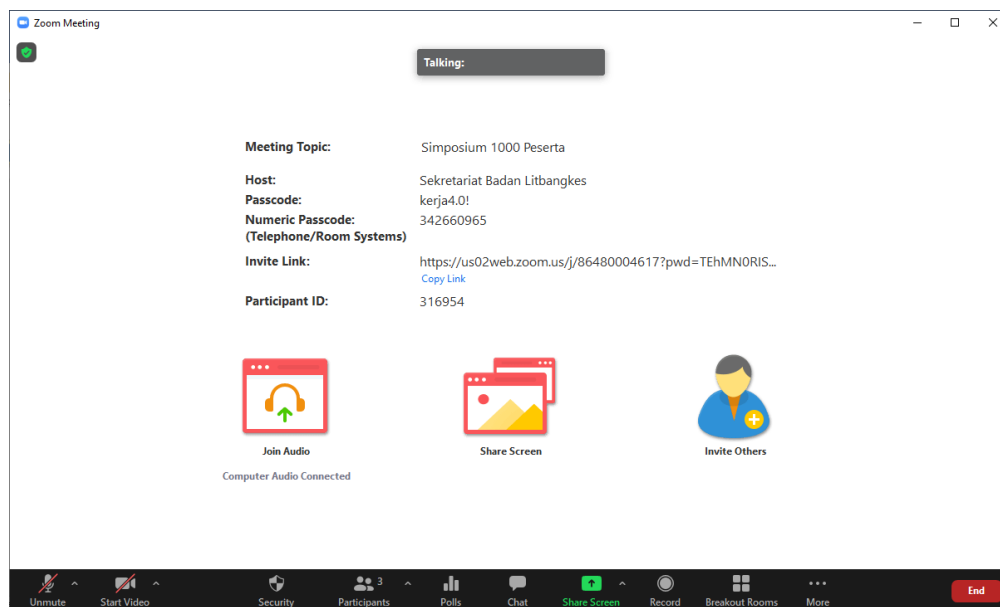 Zoom Meeting
Talking:
Meeting Topic: Simposium 1000 Peserta
Host: Sekretariat Badan Litbangkes
Passcode: kerja4.0!
Numeric Passcode: 342660965
(Telephone/Room Systems)
Invite Link: https://us02web.zoom.us/j/86480004617?pwd=TEhMN0RIS...
Copy Link
Participant ID: 316954
Join Audio Share Screen Invite Others
Computer Audio Connected
3
Unmute Start Video Security Participants Polls Chat Share Screen Record Breakout Rooms More End